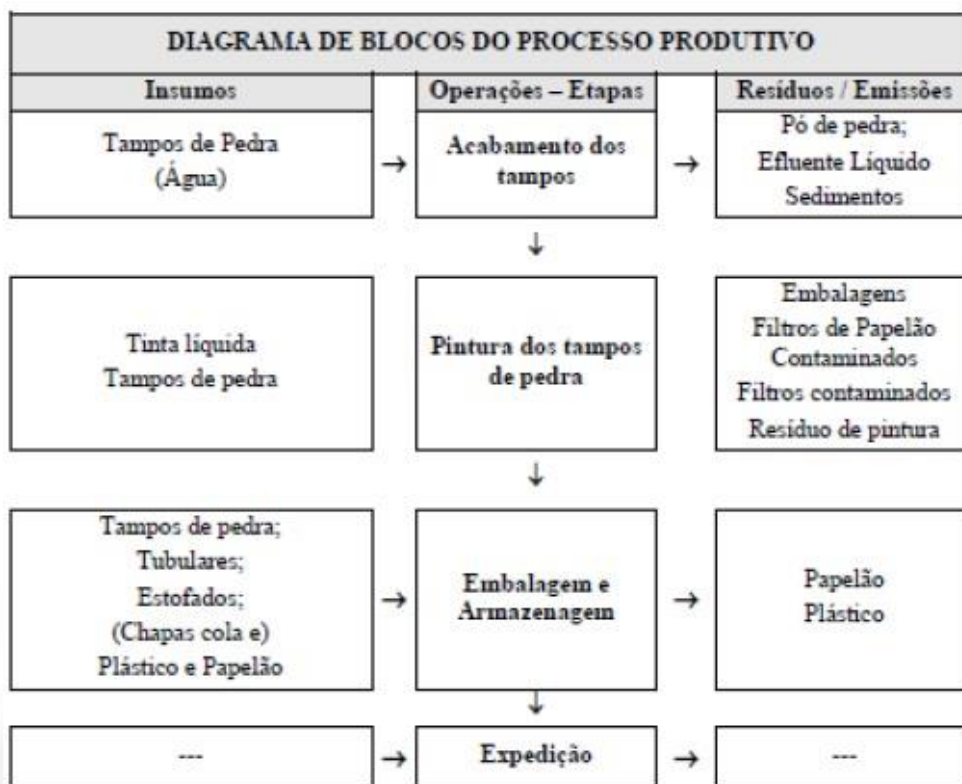 DIAGRAMA DE BLOCOS DO PROCESSO PRODUTIVO
Insumos
Operações – Etapas
Resíduos / Emissões
Tampos de Pedra
(Água)
→
Acabamento dos
tampos
→
Pó de pedra;
Efluente Líquido
Sedimentos
↓
Tinta líquida
Tampos de pedra
Pintura dos tampos
de pedra
Embalagens
Filtros de Papelão
Contaminados
Filtros contaminados
Resíduo de pintura
↓
Tampos de pedra;
Tubulares;
Estofados;
(Chapas cola e)
Plástico e Papelão
→
Embalagem e
Armazenagem
→
Papelão
Plástico
↓
---
→
Expedição
→
---